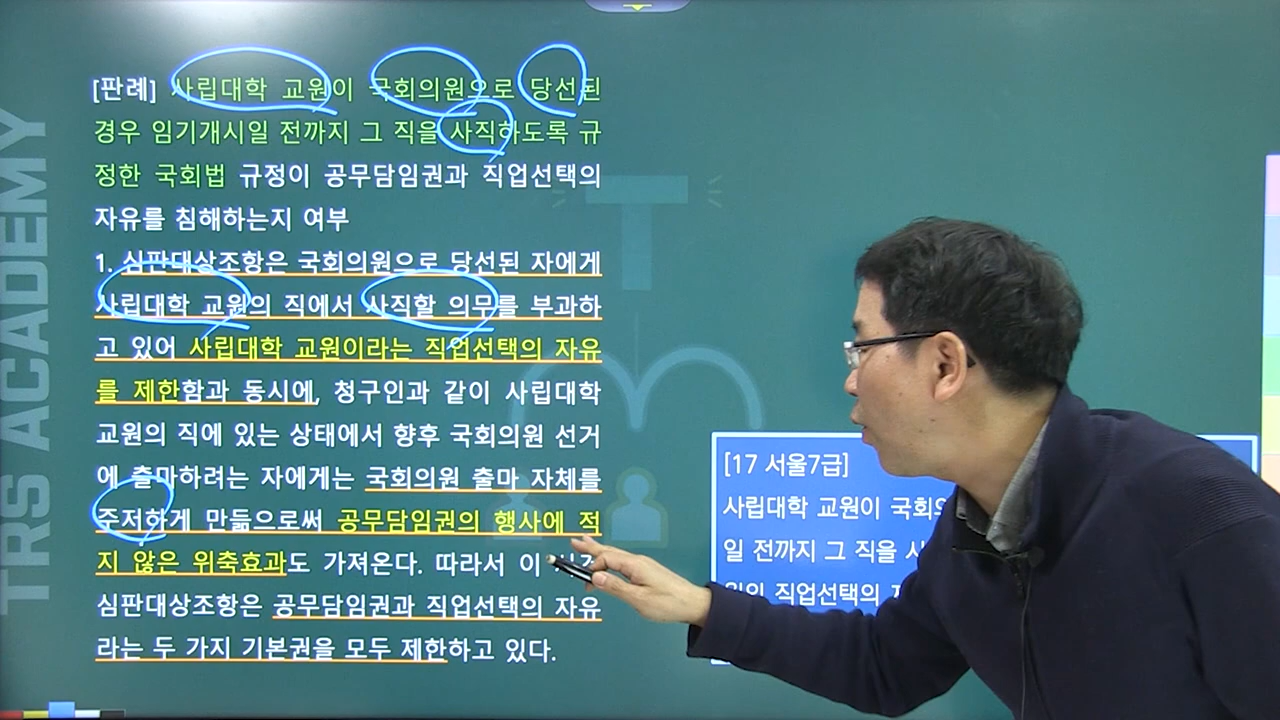 [판례] 사립대학 교원이 국회의원으로 당선된
경우 임기개시일 전까지 그 직을 사직하도록 규
정한 국회법 규정이 공무담임권과 직업선택의
자유를 침해하는지 여부
1. 심판대상조항은 국회의원으로 당선된 자에게
사립대학 교원의 직에서 사직할 의무를 부과하
고 있어 사립대학 교원이라는 직업선택의 자유
를 제한함과 동시에, 청구인과 같이 사립대학
교원의 직에 있는 상태에서 향후 국회의원 선거
에 출마하려는 자에게는 국회의원 출마 자체를
주저하게 만듦으로써 공무담임권의 행사에 적
지 않은 위축효과도 가져온다. 따라서 이
심판대상조항은 공무담임권과 직업선택의 자유
라는 두 가지 기본권을 모두 제한하고 있다.
[17 서울7급]
사립대학 교원이 국회의
일 전까지 그 직을
직업선택의
TRS ACADEMY